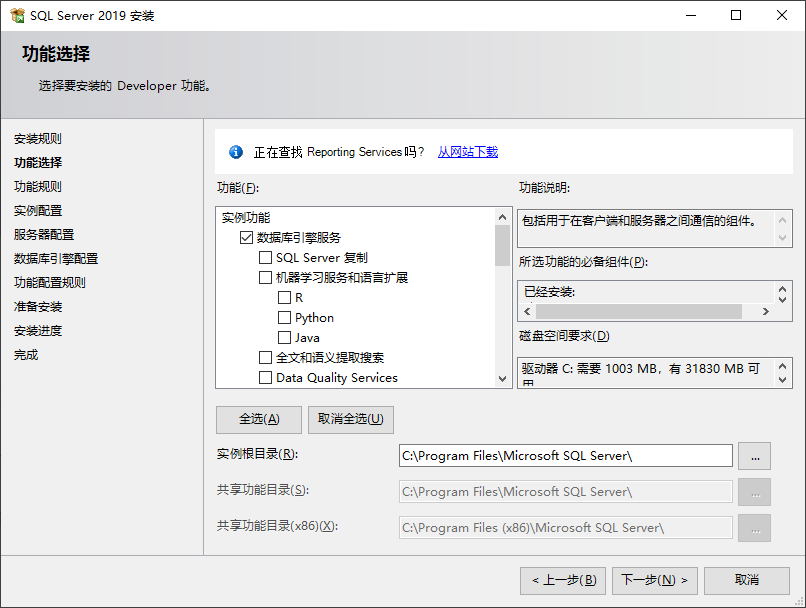 SQL Server 2019 安装
功能选择
选择要安装的 Developer 功能。
安装规则
功能选择
功能规则
实例配置
服务器配置
数据库引擎配置
功能配置规则
准备安装
安装进度
完成
正在查找 Reporting Services 吗? 从网站下载
功能(F):
实例功能
数据库引擎服务
SQL Server 复制
机器学习服务和语言扩展
R
Python
Java
全文和语义提取搜索
Data Quality Services
功能说明:
包括用于在客户端和服务器之间通信的组件。
所选功能的必备组件(P):
已经安装:
磁盘空间要求(D)
驱动器 C: 需要 1003 MB，有 31830 MB 可
用
全选(A)
取消全选(U)
实例根目录(R):
C:\Program Files\Microsoft SQL Server\
...
共享功能目录(S):
C:\Program Files\Microsoft SQL Server\
...
共享功能目录(x86)(X):
C:\Program Files (x86)\Microsoft SQL Server\
...
< 上一步(B)
下一步(N) >
取消